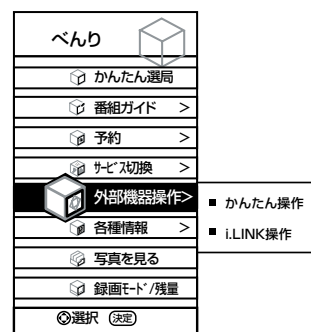 べんり
かんたん選局
番組ガイド >
予約 >
サービス切換 >
外部機器操作>
各種情報 >
写真を見る
録画モード/残量
選択 決定
■ かんたん操作
■ i.LINK操作